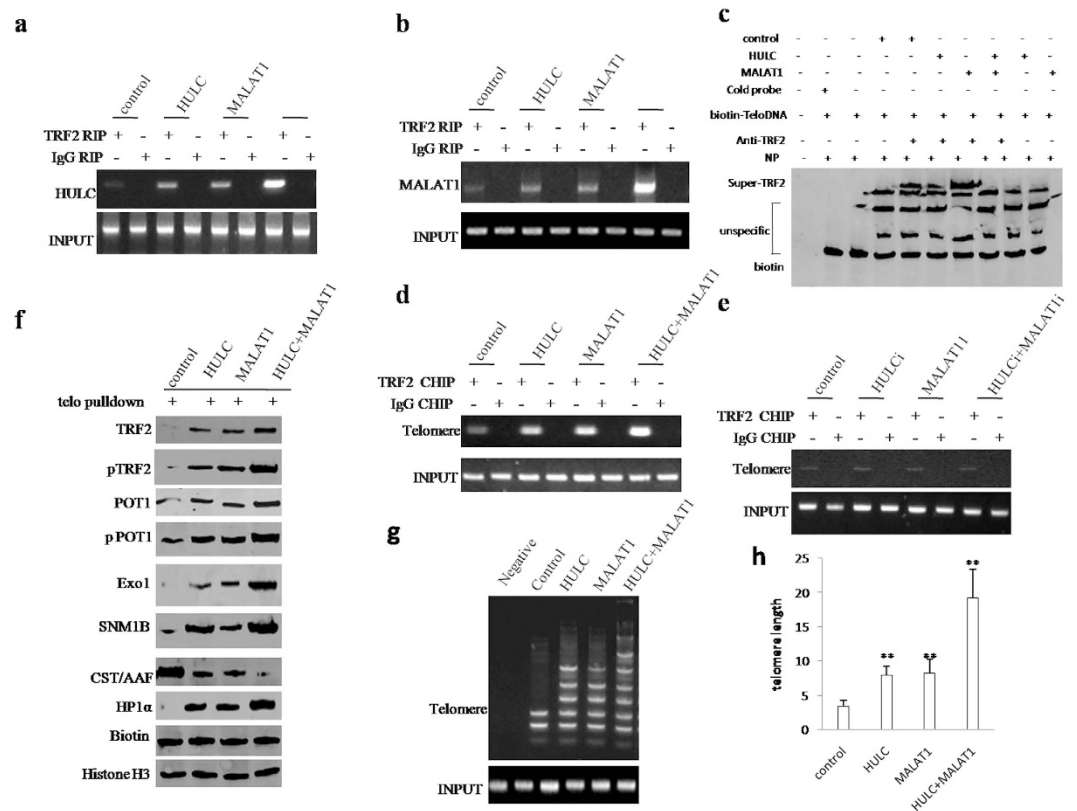 a
control
HULC
MALAT1
TRF2 RIP + - + - + - + -
IgG RIP - + - + - + - +
HULC
INPUT
b
control
HULC
MALAT1
TRF2 RIP + - + - + - + -
IgG RIP - + - + - + - +
MALAT1
INPUT
c
control - - - + + - - - - -
HULC - - - - - + - + + -
MALAT1 - - - - - - + + - +
Cold probe - + - - - - - - - -
biotin-TeloDNA - + + + + + + + + +
Anti-TRF2 - - - - + + + + - -
NP - + + + + + + + + +
Super-TRF2
unspecific
biotin
d
control
HULC
MALAT1
HULC+MALAT1
TRF2 CHIP + - + - + - + -
IgG CHIP - + - + - + - +
Telomere
INPUT
e
control
HULCi
MALAT11
HULCi+MALAT1i
TRF2 CHIP + - + - + - + -
IgG CHIP - + - + - + - +
Telomere
INPUT
f
control
HULC
MALAT1
HULC+MALAT1
telo pulldown + + + +
TRF2
pTRF2
POT1
p POT1
Exo1
SNM1B
CST/AAF
HP1α
Biotin
Histone H3
g
Negative
Control
HULC
MALAT1
HULC+MALAT1
Telomere
INPUT
h
telomere length
25
20
15
10
5
0
**
**
**
control
HULC
MALAT1
HULC+MALAT1